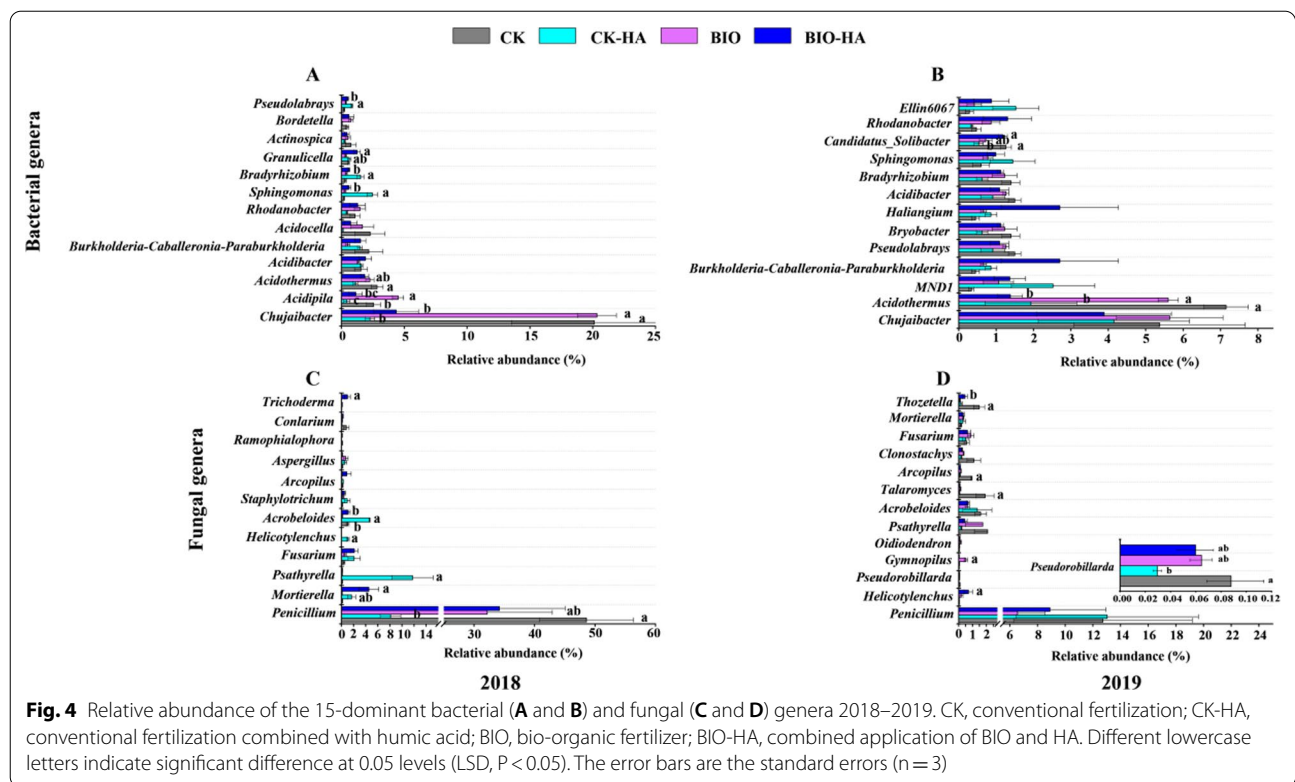 CK CK-HA BIO BIO-HA
A
Bacterial genera
Pseudolabrays
Bordetella
Actinospica
Granulicella
Bradyrhizobium
Sphingomonas
Rhodanobacter
Acidocella
Burkholderia-Caballeronia-Paraburkholderia
Acidibacter
Acidothermus
Acidipila
Chujaibacter
b
a
a
ab
b
a
b
a
ab
a
bc
a
c
b
b
a
b
a
0 5 10 15 20 25
Relative abundance (%)
B
Ellin6067
Rhodanobacter
Candidatus_Solibacter
Sphingomonas
Bradyrhizobium
Acidibacter
Haliangium
Bryobacter
Pseudolabrays
Burkholderia-Caballeronia-Paraburkholderia
MND1
Acidothermus
Chujaibacter
a
ab
b
a
b
a
b
a
0 1 2 3 4 5 6 7 8
Relative abundance (%)
C
Fungal genera
Trichoderma
Conlarium
Ramophialophora
Aspergillus
Arcopilus
Staphylotrichum
Acrobeloides
Helicotylenchus
Fusarium
Psathyrella
Mortierella
Penicillium
a
b
a
b
a
a
a
ab
ab
b
a
0 2 4 6 8 10 12 14 30 40 50 60
Relative abundance (%)
2018
D
Thozetella
Mortierella
Fusarium
Clonostachys
Arcopilus
Talaromyces
Acrobeloides
Psathyrella
Oidiodendron
Gymnopilus
Pseudorobillarda
Helicotylenchus
Penicillium
b
a
a
a
a
a
Pseudorobillarda
ab
ab
b
a
0.00 0.02 0.04 0.06 0.08 0.10 0.12
0 1 2 6 8 10 12 14 16 18 20 22 24
Relative abundance (%)
2019
Fig. 4 Relative abundance of the 15-dominant bacterial (A and B) and fungal (C and D) genera 2018–2019. CK, conventional fertilization; CK-HA,
conventional fertilization combined with humic acid; BIO, bio-organic fertilizer; BIO-HA, combined application of BIO and HA. Different lowercase
letters indicate significant difference at 0.05 levels (LSD, P < 0.05). The error bars are the standard errors (n = 3)